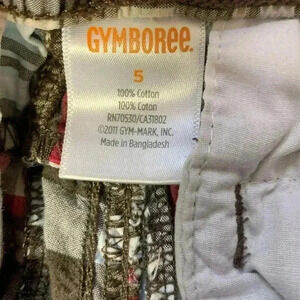 GYMBOREE.
5
100% Cotton
100% Coton
RN70530/CA31802
©2011 GYM-MARK, INC.
Made in Bangladesh